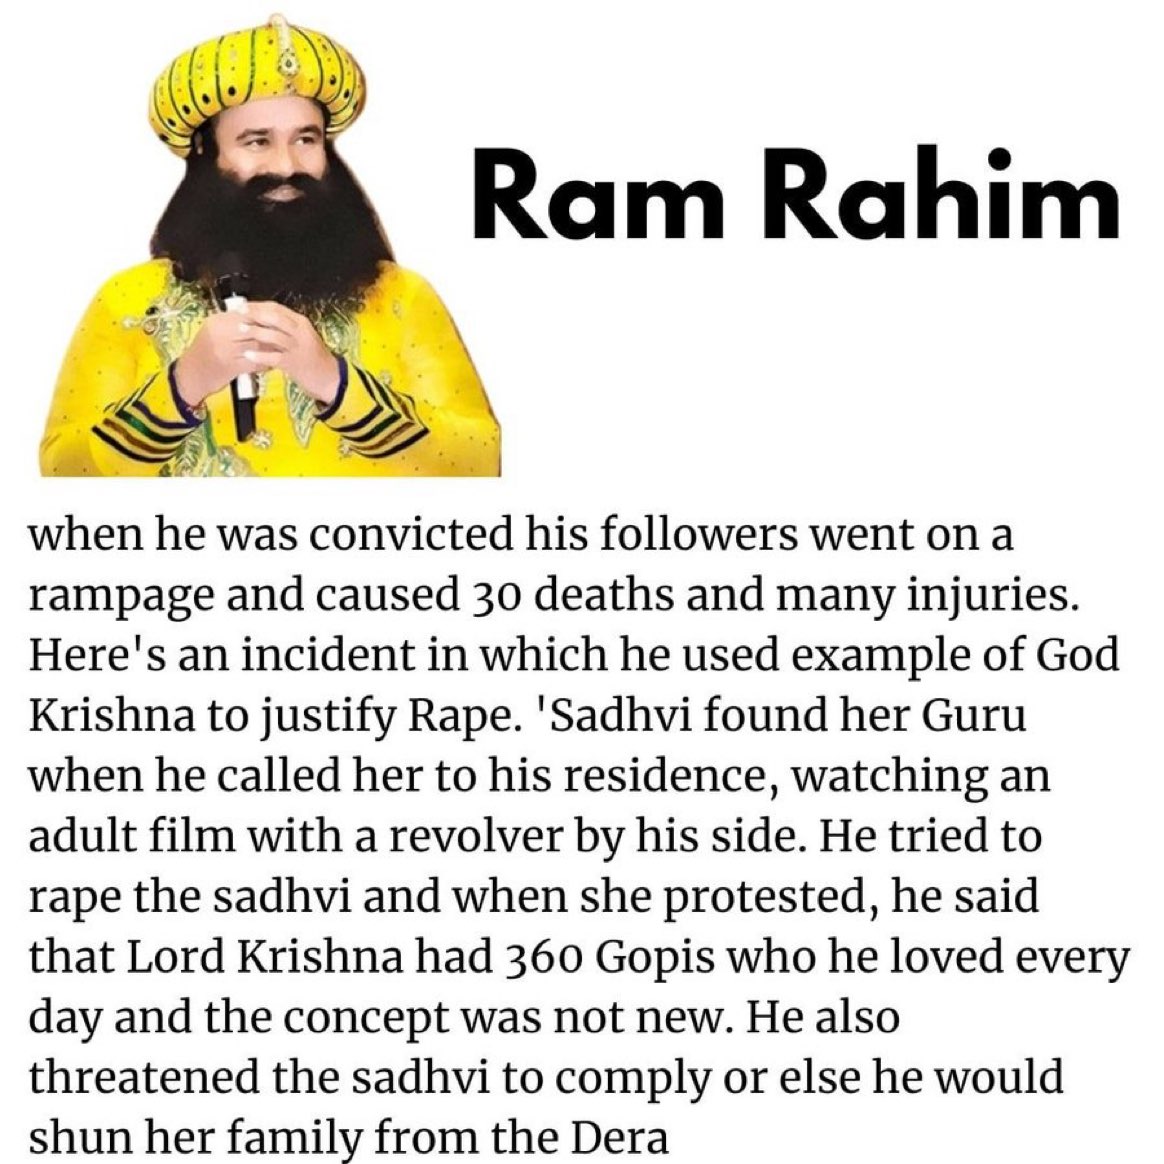 Ram Rahim
when he was convicted his followers went on a
rampage and caused 30 deaths and many injuries.
Here's an incident in which he used example of God
Krishna to justify Rape. 'Sadhvi found her Guru
when he called her to his residence, watching an
adult film with a revolver by his side. He tried to
rape the sadhvi and when she protested, he said
that Lord Krishna had 360 Gopis who he loved every
day and the concept was not new. He also
threatened the sadhvi to comply or else he would
shun her family from the Dera